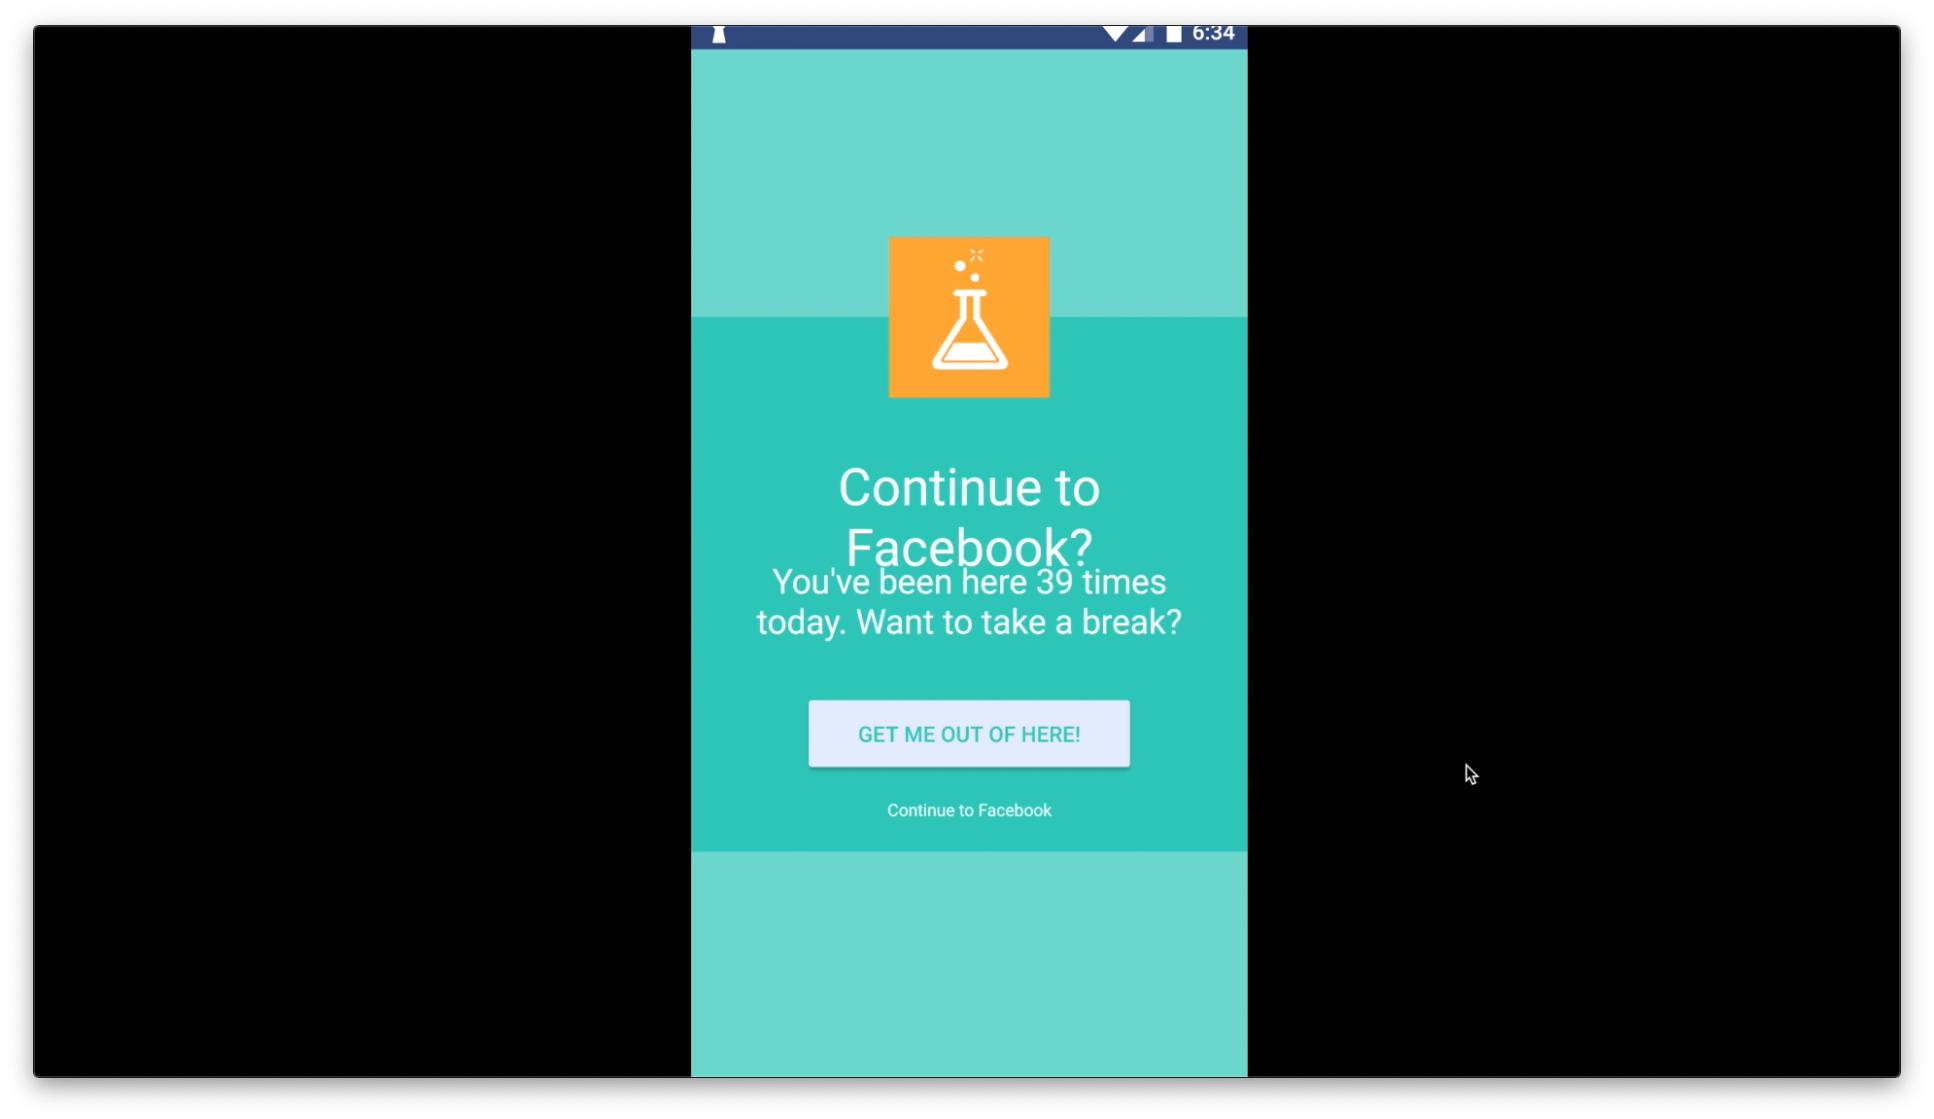 6:34
Continue to
Facebook?
You've been here 39 times
today. Want to take a break?
GET ME OUT OF HERE!
Continue to Facebook